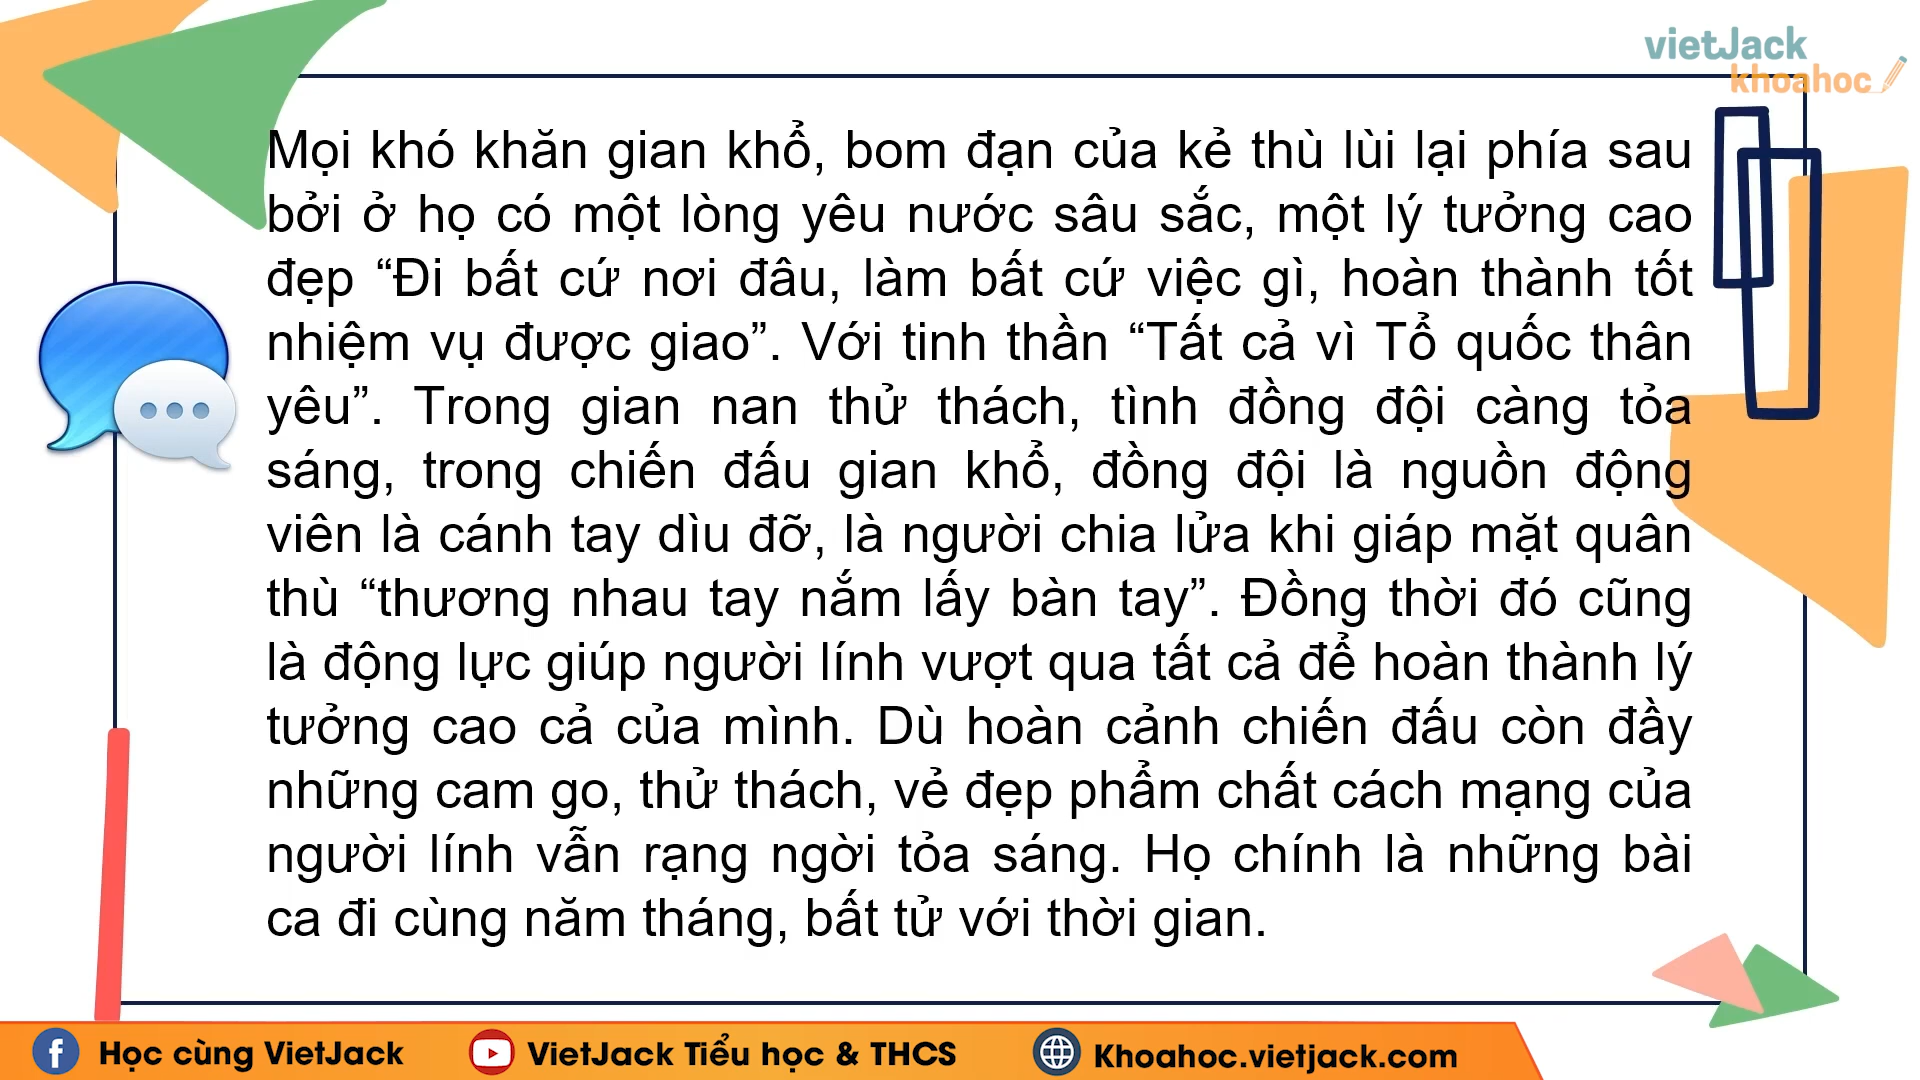 vietJack
khoahoc
Mọi khó khăn gian khổ, bom đạn của kẻ thù lùi lại phía sau
bởi ở họ có một lòng yêu nước sâu sắc, một lý tưởng cao
đẹp “Đi bất cứ nơi đâu, làm bất cứ việc gì, hoàn thành tốt
nhiệm vụ được giao”. Với tinh thần “Tất cả vì Tổ quốc thân
yêu”. Trong gian nan thử thách, tình đồng đội càng tỏa
sáng, trong chiến đấu gian khổ, đồng đội là nguồn động
viên là cánh tay dìu đỡ, là người chia lửa khi giáp mặt quân
thù “thương nhau tay nắm lấy bàn tay”. Đồng thời đó cũng
là động lực giúp người lính vượt qua tất cả để hoàn thành lý
tưởng cao cả của mình. Dù hoàn cảnh chiến đấu còn đầy
những cam go, thử thách, vẻ đẹp phẩm chất cách mạng của
người lính vẫn rạng ngời tỏa sáng. Họ chính là những bài
ca đi cùng năm tháng, bất tử với thời gian.
Học cùng VietJack
VietJack Tiểu học & THCS
Khoahoc.vietjack.com